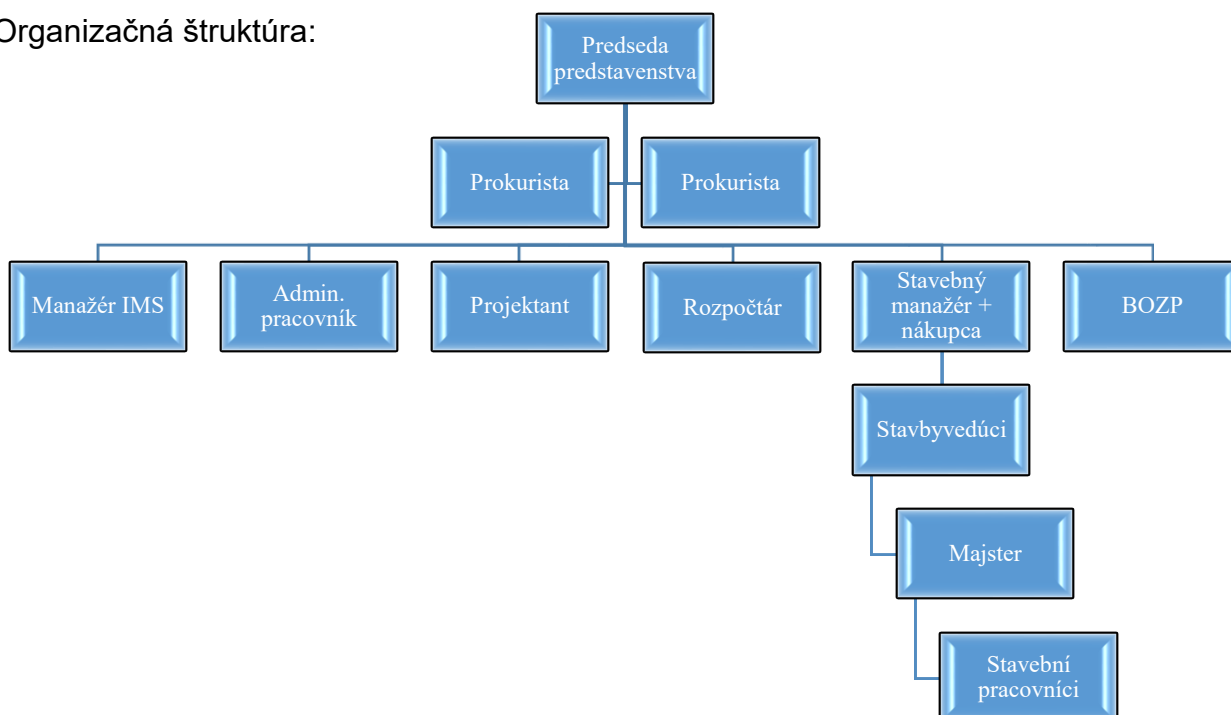 Organizačná štruktúra:
Predseda
predstavenstva
Prokurista
Prokurista
Manažér IMS
Admin.
pracovník
Projektant
Rozpočtár
Stavebný
manažér +
nákupca
BOZP
Stavbyvedúci
Majster
Stavební
pracovníci